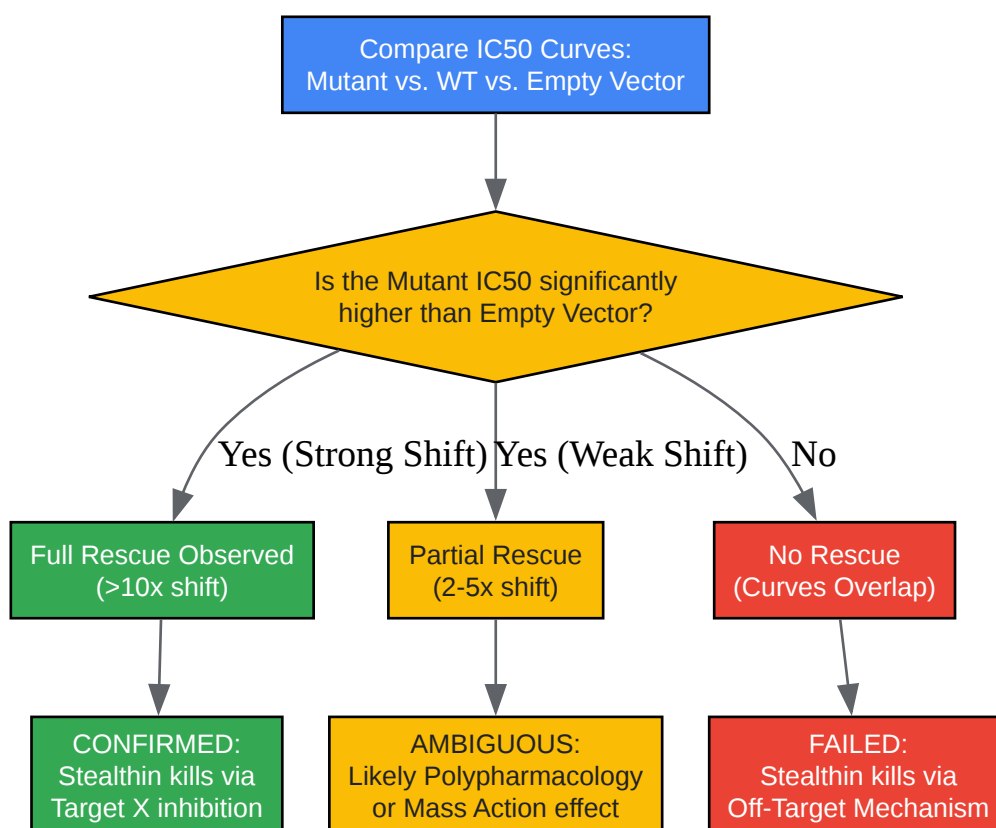 Compare IC50 Curves:
Mutant vs. WT vs. Empty Vector
Is the Mutant IC50 significantly
higher than Empty Vector?
Yes (Strong Shift)
Yes (Weak Shift)
No
Full Rescue Observed
(>10x shift)
Partial Rescue
(2-5x shift)
No Rescue
(Curves Overlap)
CONFIRMED:
Stealthin kills via
Target X inhibition
AMBIGUOUS:
Likely Polypharmacology
or Mass Action effect
FAILED:
Stealthin kills via
Off-Target Mechanism